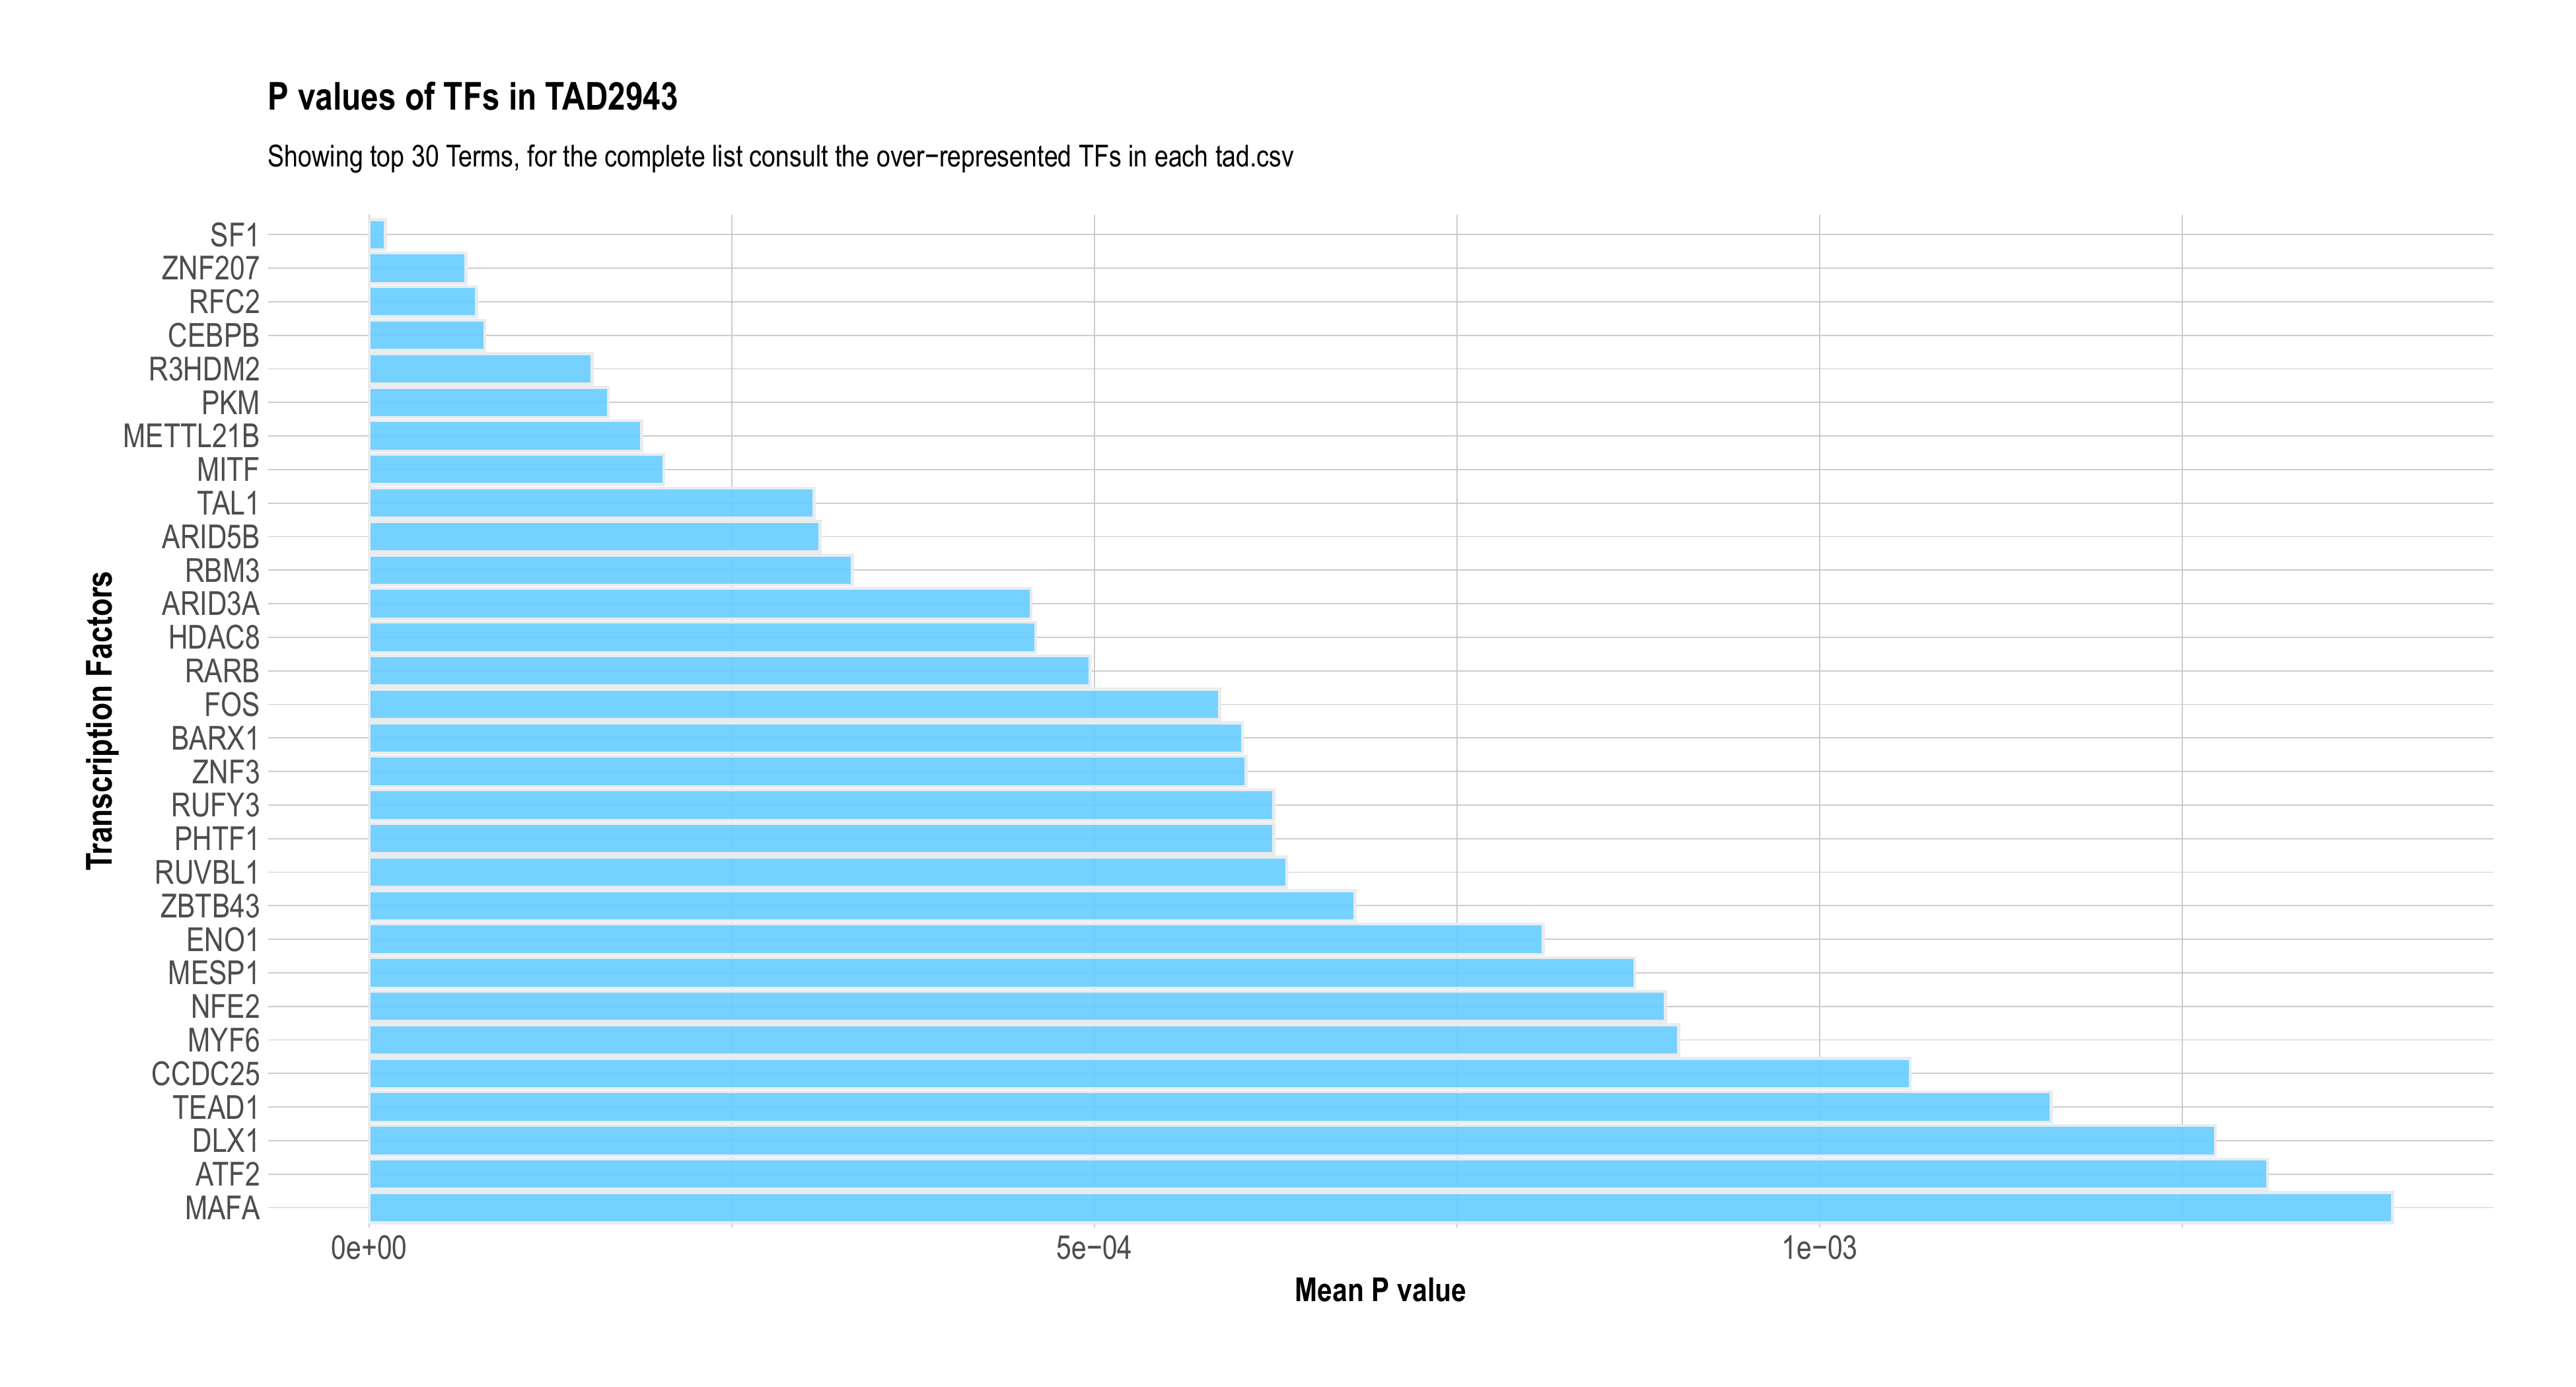 P values of TFs in TAD2943
Showing top 30 Terms, for the complete list consult the over−represented TFs in each tad.csv
Transcription Factors
SF1
ZNF207
RFC2
CEBPB
R3HDM2
PKM
METTL21B
MITF
TAL1
ARID5B
RBM3
ARID3A
HDAC8
RARB
FOS
BARX1
ZNF3
RUFY3
PHTF1
RUVBL1
ZBTB43
ENO1
MESP1
NFE2
MYF6
CCDC25
TEAD1
DLX1
ATF2
MAFA
0e+00 5e−04 1e−03
Mean P value